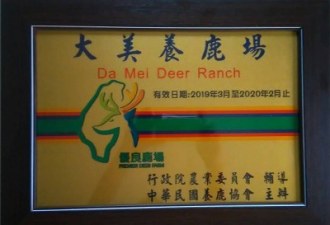 大美養鹿場
Da Mei Deer Ranch
有效日期:2019年3月至2020年2月止
優良鹿場
行政院農業委員會 輔導
中華民國養鹿協會 主辦